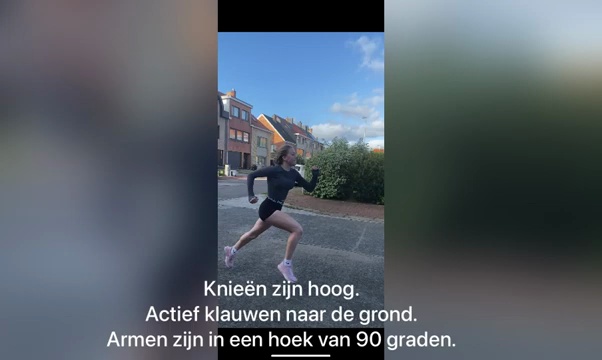 Knieën zijn hoog.
Actief klauwen naar de grond.
Armen zijn in een hoek van 90 graden.